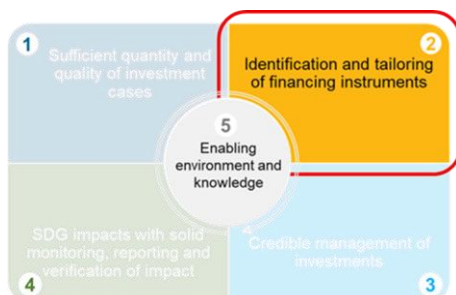 1
Sufficient quantity and
quality of investment
cases
2
Identification and tailoring
of financing instruments
5
Enabling
environment and
knowledge
SDG impacts with solid
monitoring, reporting and
verification of impact
4
Credible management of
investments
3